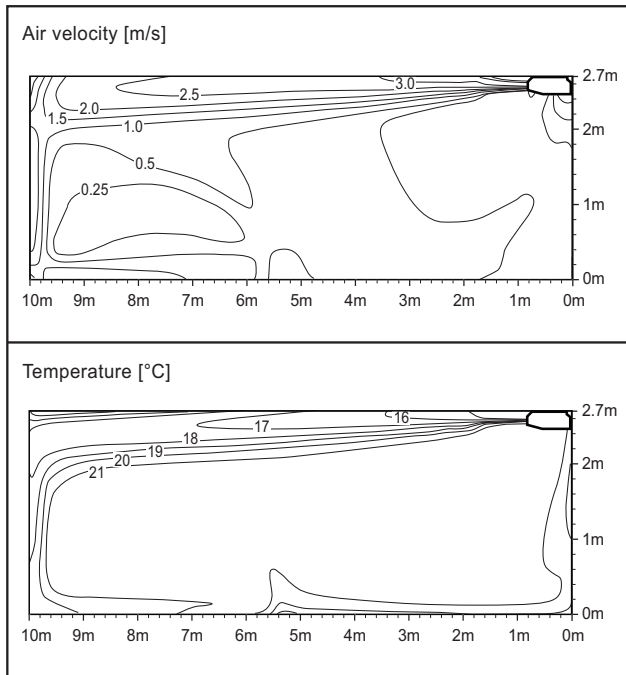 Air velocity [m/s]
3.0
2.7m
2.5
2.0
1.5
1.0
2m
0.5
0.25
1m
0m
10m 9m 8m 7m 6m 5m 4m 3m 2m 1m 0m
Temperature [°C]
16
2.7m
17
18
19
20
21
2m
1m
0m
10m 9m 8m 7m 6m 5m 4m 3m 2m 1m 0m